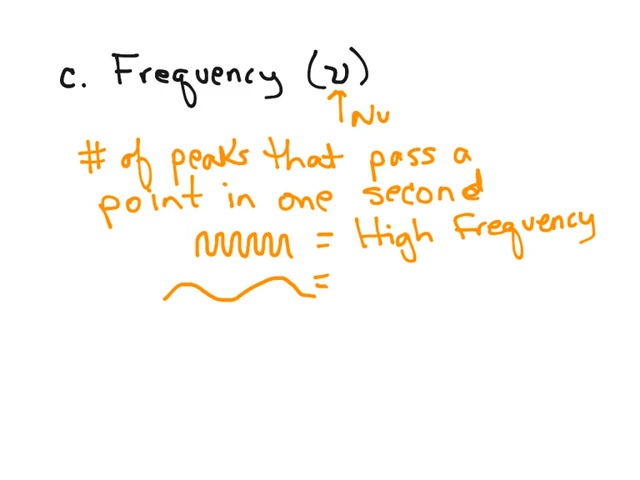 c. Frequency (ν)
↑ Nu
# of peaks that pass a
point in one second
= High Frequency
=